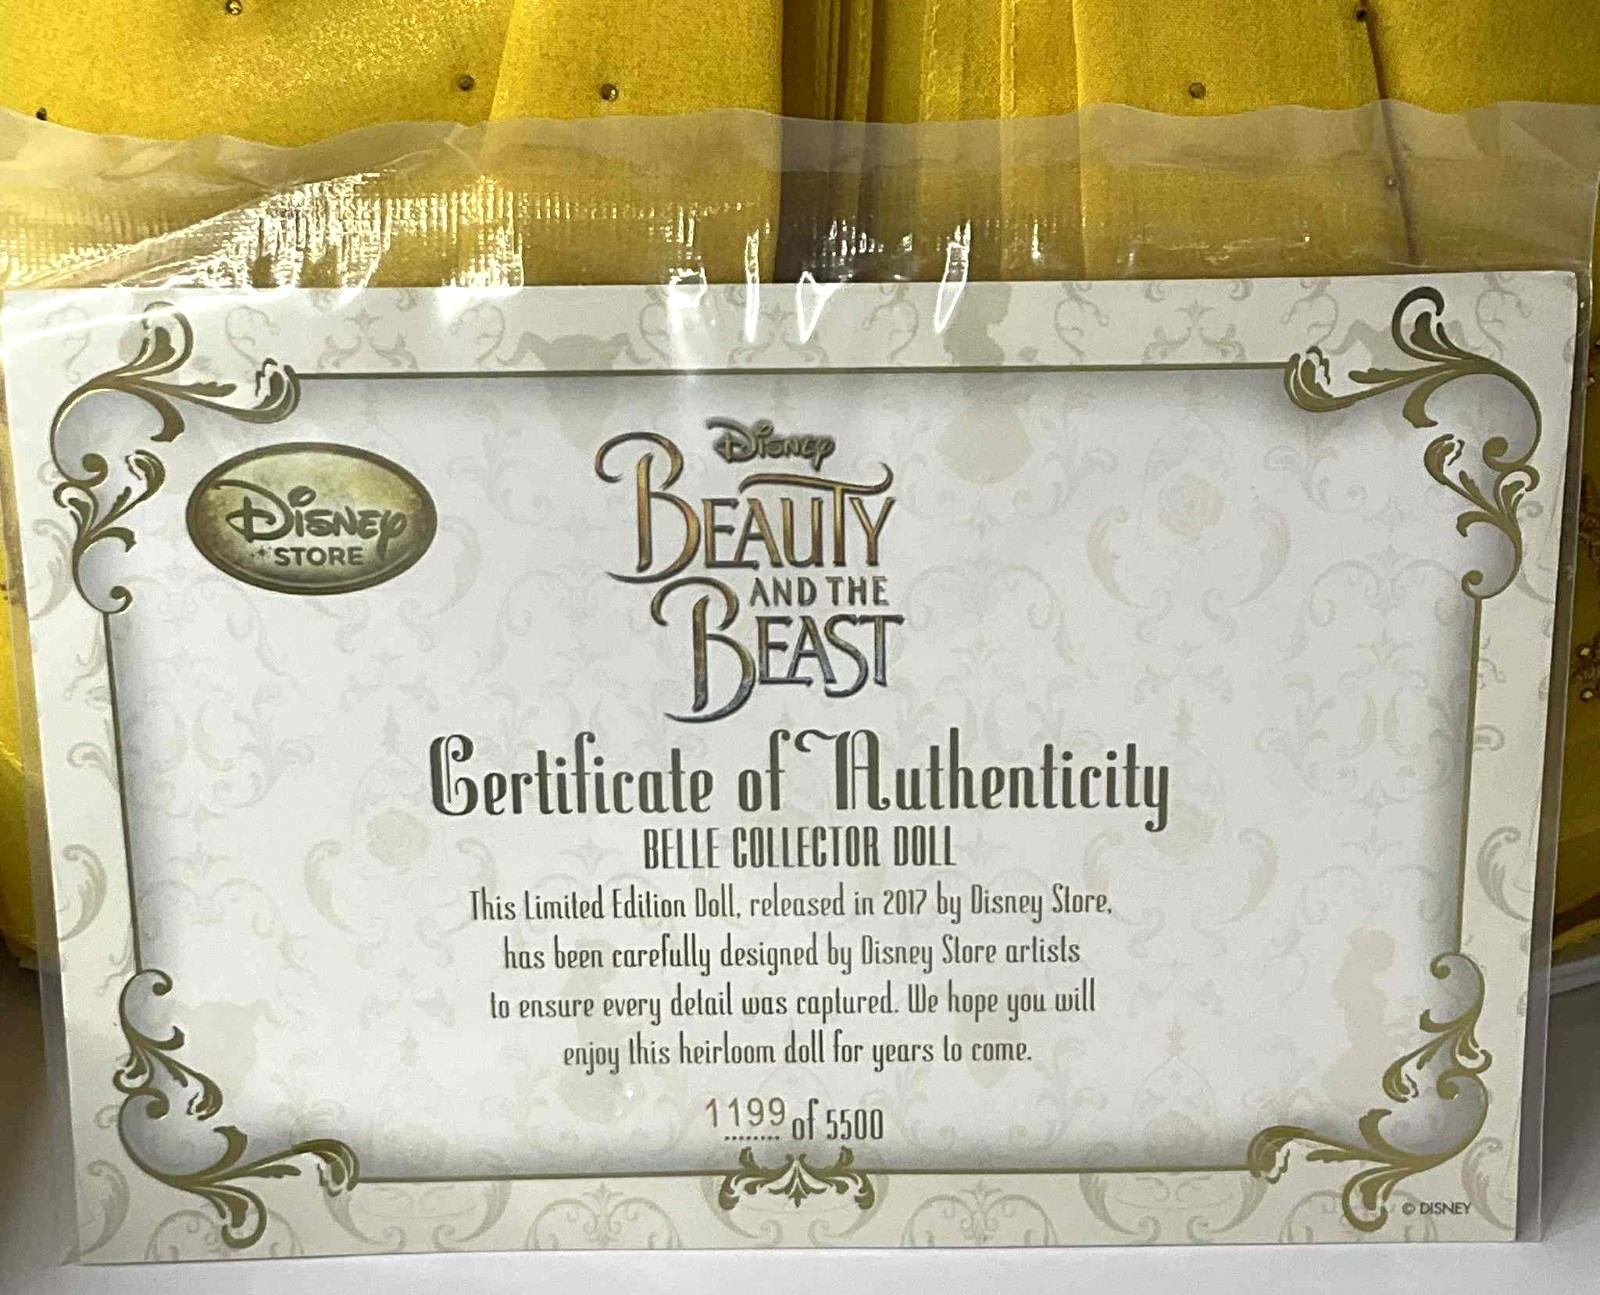 Disney
STORE
Disney
BEAUTY
AND THE
BEAST
Certificate of Authenticity
BELLE COLLECTOR DOLL
This Limited Edition Doll, released in 2017 by Disney Store,
has been carefully designed by Disney Store artists
to ensure every detail was captured. We hope you will
enjoy this heirloom doll for years to come.
1199 of 5500
© DISNEY